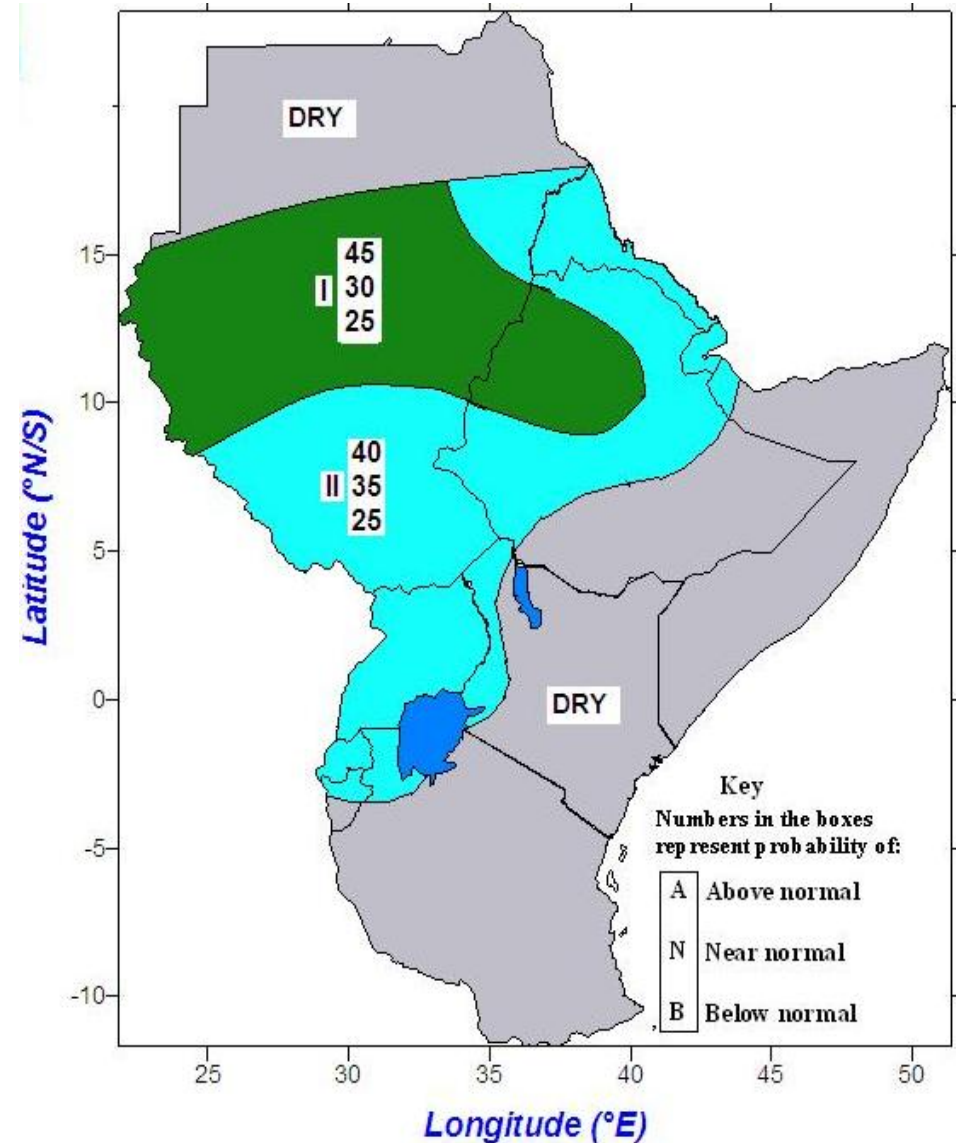 DRY
15
45
I 30
25
10
40
II 35
25
5
0
DRY
-5
-10
Key
Numbers in the boxes
represent probability of:
A Above normal
N Near normal
B Below normal
25 30 35 40 45 50
Latitude (°N/S)
Longitude (°E)